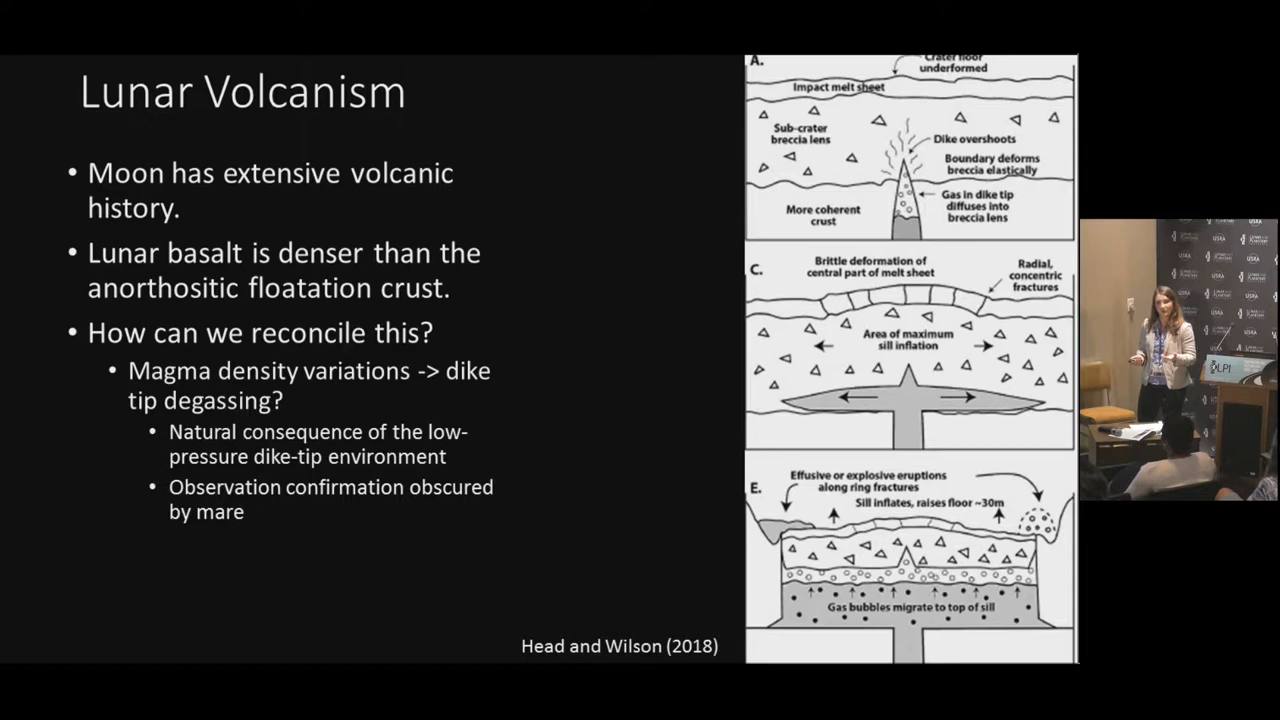 Lunar Volcanism
• Moon has extensive volcanic
history.
• Lunar basalt is denser than the
anorthositic floatation crust.
• How can we reconcile this?
• Magma density variations -> dike
tip degassing?
• Natural consequence of the low-
pressure dike-tip environment
• Observation confirmation obscured
by mare
Head and Wilson (2018)
A.
Crater floor
underformed
Impact melt sheet
Sub-crater
breccia lens
Dike overshoots
Boundary deforms
breccia elastically
Gas in dike tip
diffuses into
breccia lens
More coherent
crust
C.
Brittle deformation of
central part of melt sheet
Radial,
concentric
fractures
Area of maximum
sill inflation
E.
Effusive or explosive eruptions
along ring fractures
Sill inflates, raises floor ~30m
Gas bubbles migrate to top of sill
USRA
LPI